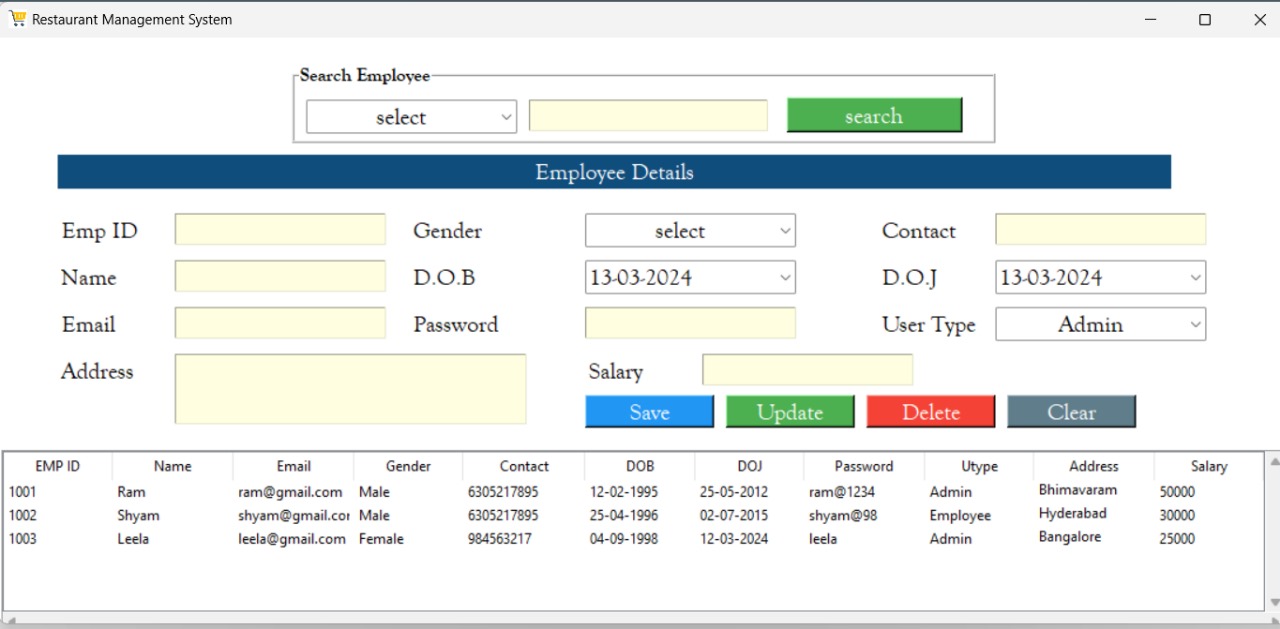 Restaurant Management System
Search Employee
select search
Employee Details
Emp ID Gender select Contact
Name D.O.B 13-03-2024 D.O.J 13-03-2024
Email Password User Type Admin
Address Salary
Save Update Delete Clear
EMP ID Name Email Gender Contact DOB DOJ Password Utype Address Salary
1001 Ram ram@gmail.com Male 6305217895 12-02-1995 25-05-2012 ram@1234 Admin Bhimavaram 50000
1002 Shyam shyam@gmail.cor Male 6305217895 25-04-1996 02-07-2015 shyam@98 Employee Hyderabad 30000
1003 Leela leela@gmail.com Female 984563217 04-09-1998 12-03-2024 leela Admin Bangalore 25000